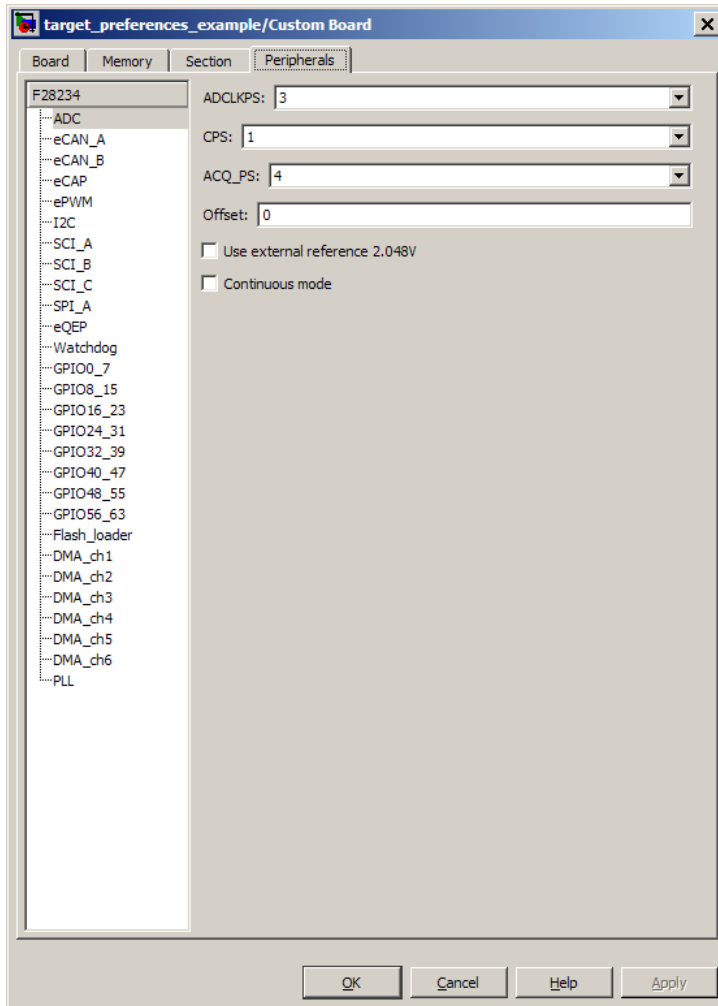 target_preferences_example/Custom Board
Board Memory Section Peripherals
F28234
ADC
eCAN_A
eCAN_B
eCAP
ePWM
I2C
SCI_A
SCI_B
SCI_C
SPI_A
eQEP
Watchdog
GPIO0_7
GPIO8_15
GPIO16_23
GPIO24_31
GPIO32_39
GPIO40_47
GPIO48_55
GPIO56_63
Flash_loader
DMA_ch1
DMA_ch2
DMA_ch3
DMA_ch4
DMA_ch5
DMA_ch6
PLL
ADCLKPS: 3
CPS: 1
ACQ_PS: 4
Offset: 0
Use external reference 2.048V
Continuous mode
OK Cancel Help Apply